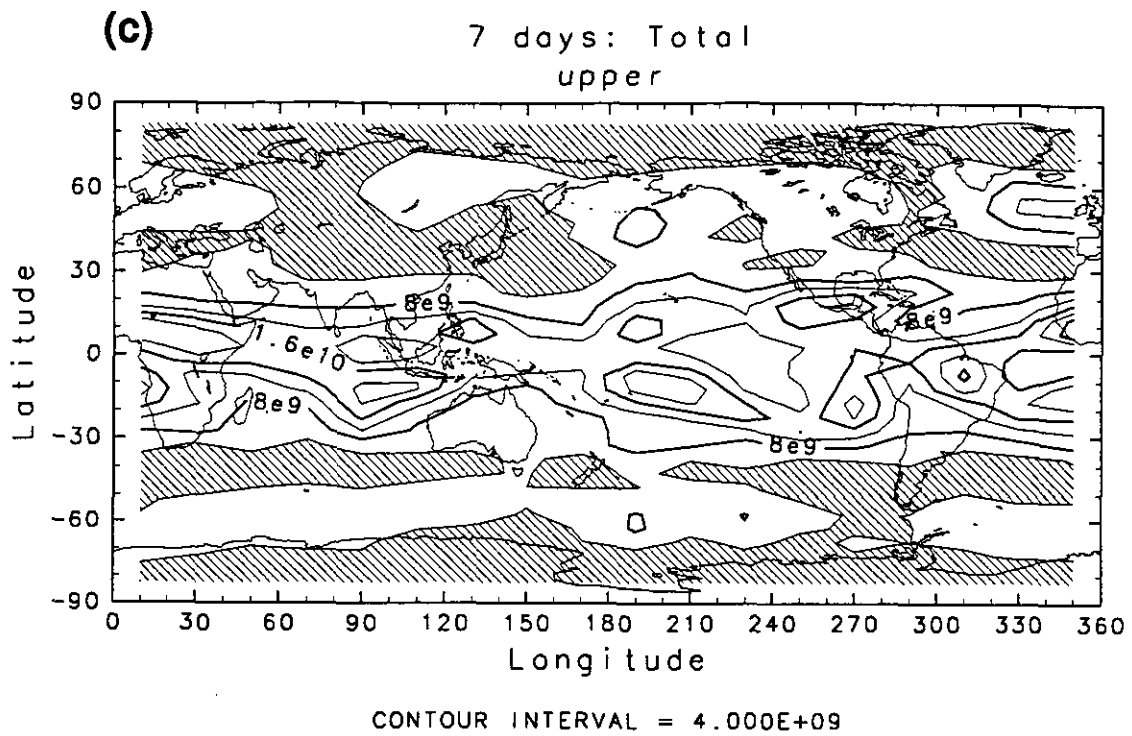 (c)
7 days: Total
upper
Latitude
90
60
30
0
-30
-60
-90
8e9
8e9
1.6e10
8e9
8e9
0 30 60 90 120 150 180 210 240 270 300 330 360
Longitude
CONTOUR INTERVAL = 4.000E+09